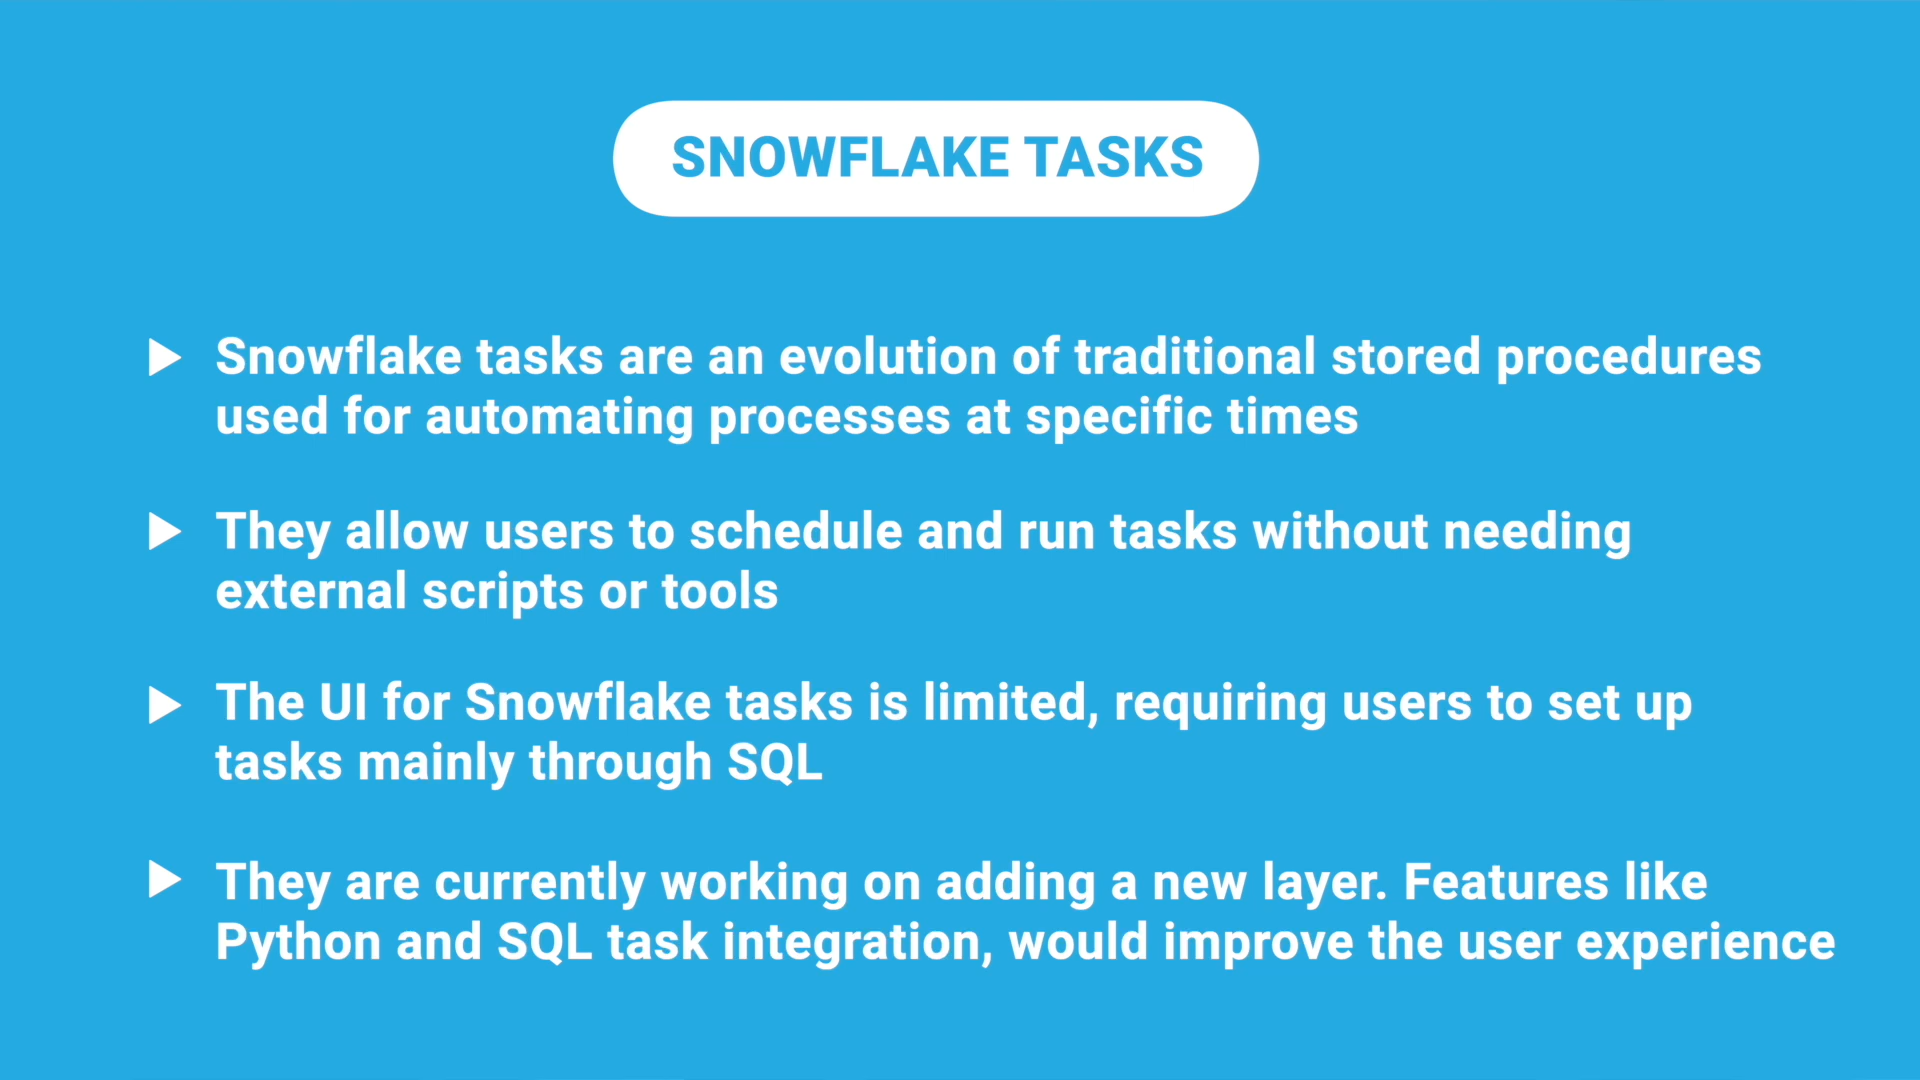 SNOWFLAKE TASKS
Snowflake tasks are an evolution of traditional stored procedures
used for automating processes at specific times
They allow users to schedule and run tasks without needing
external scripts or tools
The UI for Snowflake tasks is limited, requiring users to set up
tasks mainly through SQL
They are currently working on adding a new layer. Features like
Python and SQL task integration, would improve the user experience